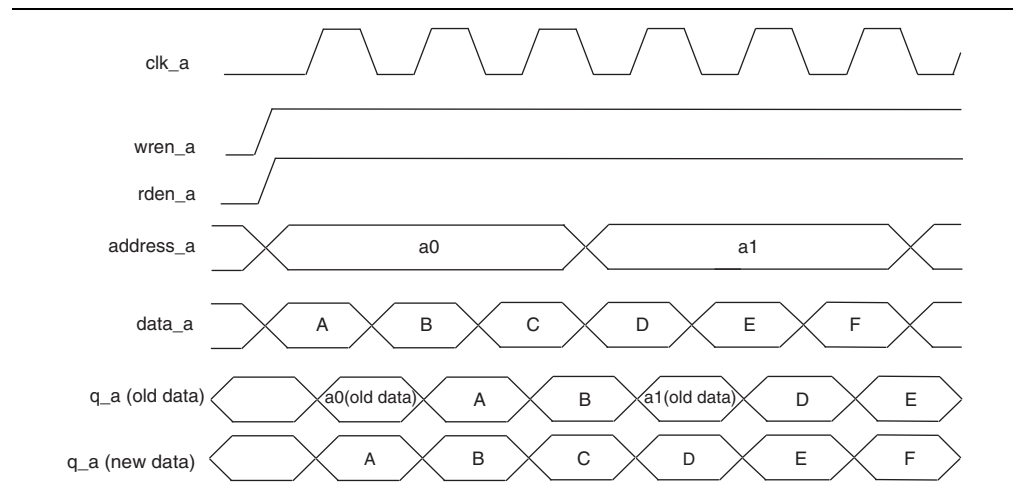 clk_a
wren_a
rden_a
address_a a0 a1
data_a A B C D E F
q_a (old data) a0(old data) A B a1(old data) D E
q_a (new data) A B C D E F